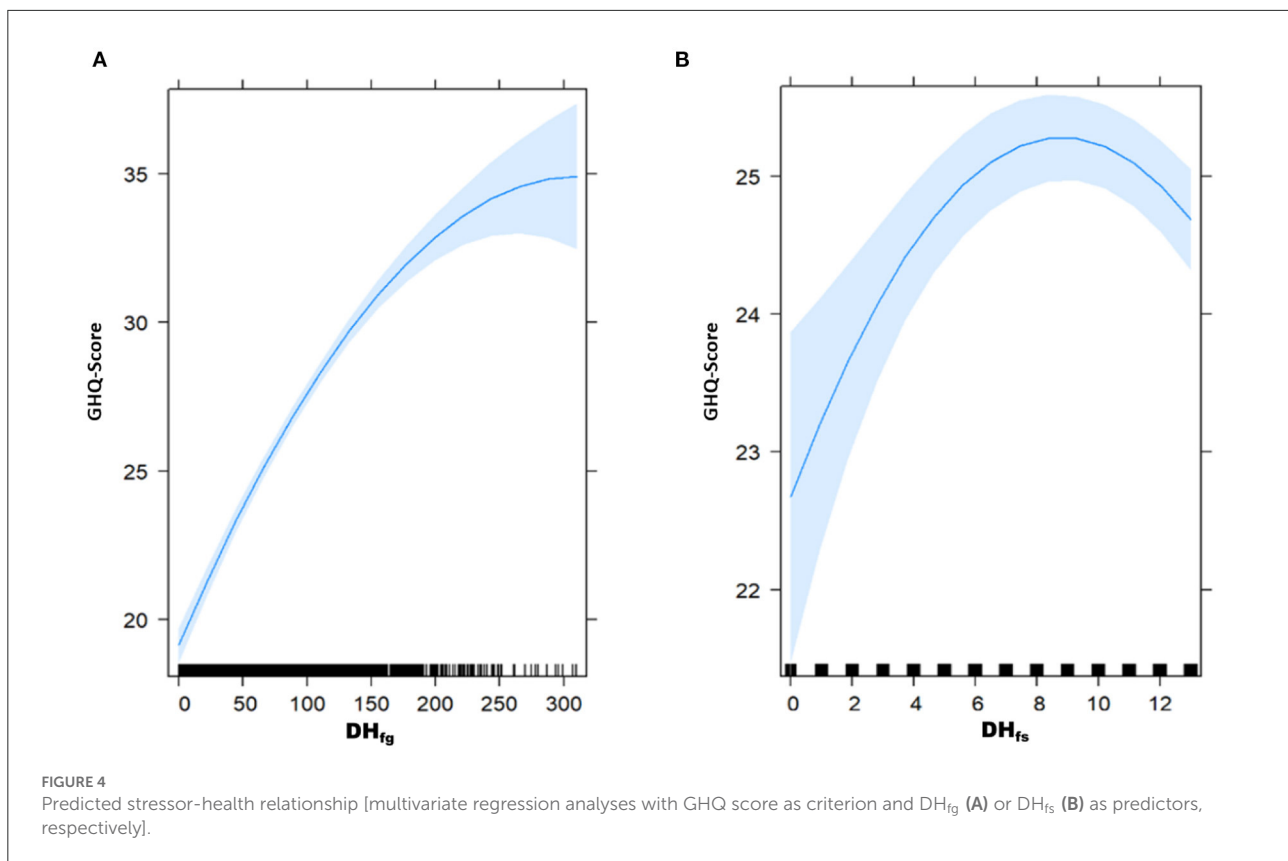 A
B
GHQ-Score
35
30
25
20
0 50 100 150 200 250 300
DHfg
GHQ-Score
25
24
23
22
0 2 4 6 8 10 12
DHfs
FIGURE 4
Predicted stressor-health relationship [multivariate regression analyses with GHQ score as criterion and DHfg (A) or DHfs (B) as predictors,
respectively].